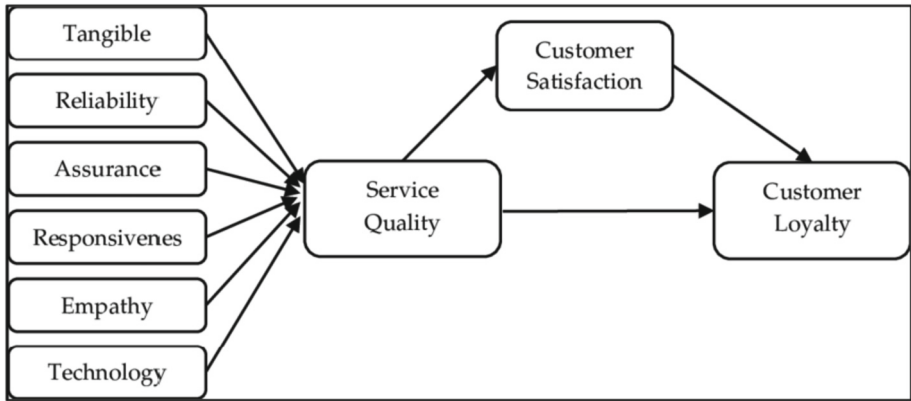 Tangible
Reliability
Assurance
Responsivenes
Empathy
Technology
Service
Quality
Customer
Satisfaction
Customer
Loyalty